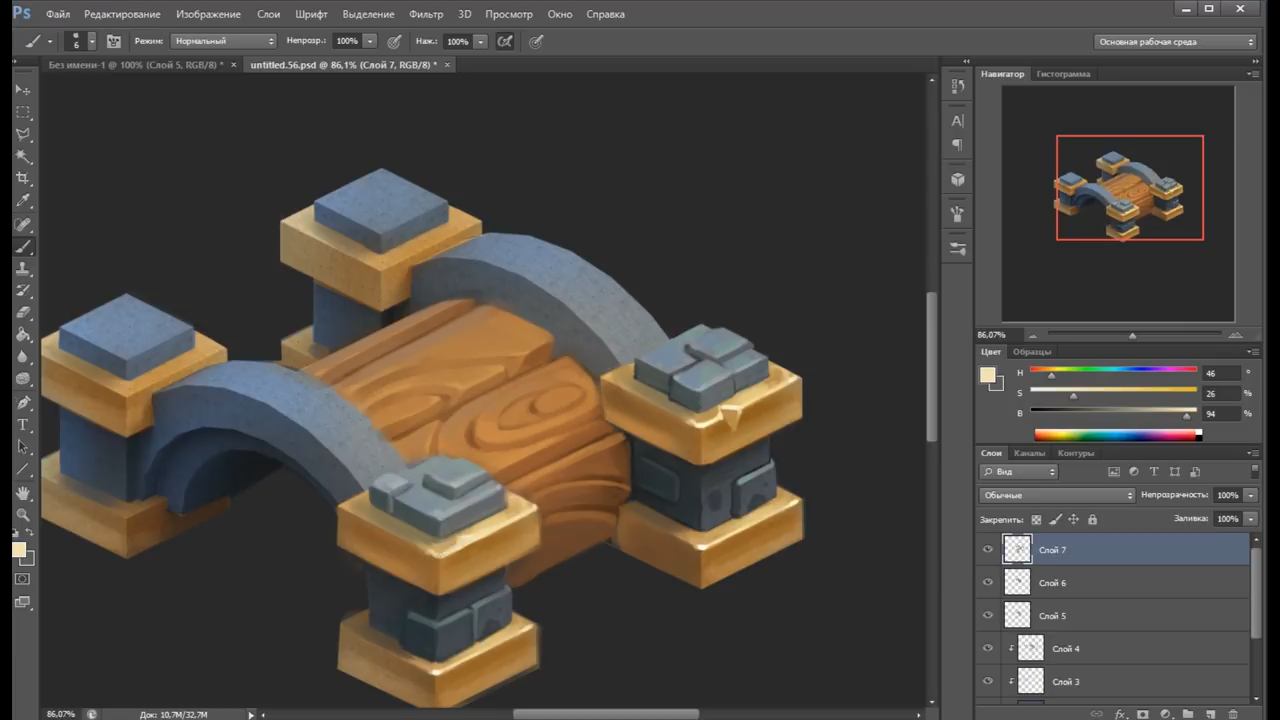 Ps Файл Редактирование Изображение Слои Шрифт Выделение Фильтр 3D Просмотр Окно Справка
6 Режим: Нормальный Непрозр.: 100% Наж.: 100% Основная рабочая среда
Без имени-1 @ 100% (Слой 5, RGB/8) * × untitled.56.psd @ 86,1% (Слой 7, RGB/8) * ×
Навигатор Гистограмма
86,07%
Цвет Образцы
H 46 °
S 26 %
B 94 %
Слои Каналы Контуры
Вид
Обычные Непрозрачность: 100%
Закрепить: Заливка: 100%
Слой 7
Слой 6
Слой 5
Слой 4
Слой 3
86,07% Док: 10,7M/32,7M